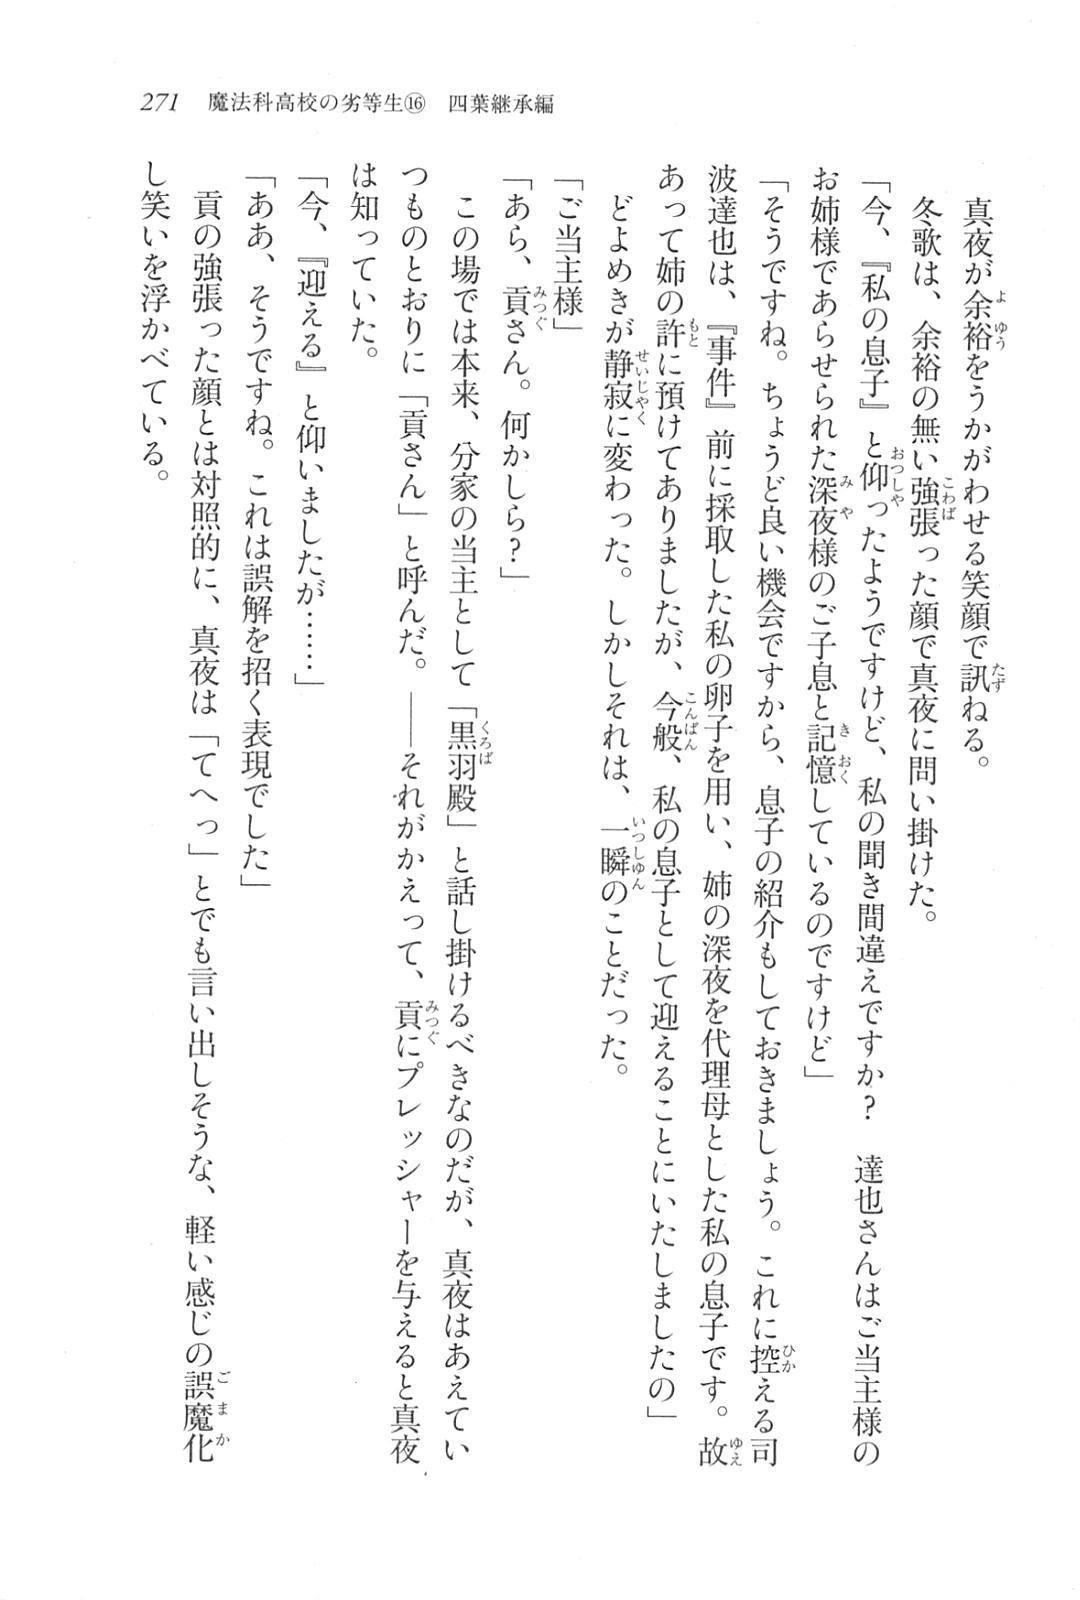 271　魔法科高校の劣等生⑯　四葉継承編
　真夜が余裕をうかがわせる笑顔で訊ねる。
　冬歌は、余裕の無い強張った顔で真夜に問い掛けた。
「今、『私の息子』と仰ったようですけど、私の聞き間違えですか？　達也さんはご当主様の
お姉様であらせられた深夜様のご子息と記憶しているのですけど」
「そうですね。ちょうど良い機会ですから、息子の紹介もしておきましょう。これに控える司
波達也は、『事件』前に採取した私の卵子を用い、姉の深夜を代理母とした私の息子です。故
あって姉の許に預けてありましたが、今般、私の息子として迎えることにいたしましたの」
　どよめきが静寂に変わった。しかしそれは、一瞬のことだった。
「ご当主様」
「あら、貢さん。何かしら？」
　この場では本来、分家の当主として「黒羽殿」と話し掛けるべきなのだが、真夜はあえてい
つものとおりに「貢さん」と呼んだ。――それがかえって、貢にプレッシャーを与えると真夜
は知っていた。
「今、『迎える』と仰いましたが……」
「ああ、そうですね。これは誤解を招く表現でした」
　貢の強張った顔とは対照的に、真夜は「てへっ」とでも言い出しそうな、軽い感じの誤魔化
し笑いを浮かべている。